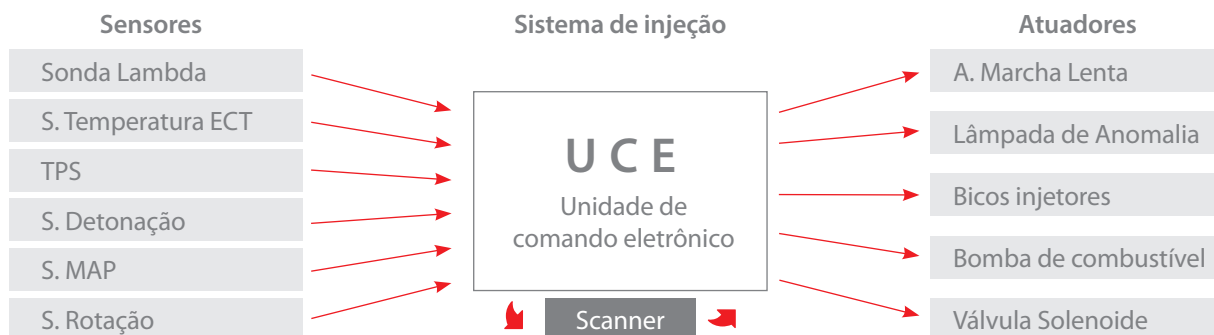 Sensores
Sonda Lambda
S. Temperatura ECT
TPS
S. Detonação
S. MAP
S. Rotação
Sistema de injeção
U C E
Unidade de
comando eletrônico
Scanner
Atuadores
A. Marcha Lenta
Lâmpada de Anomalia
Bicos injetores
Bomba de combustível
Válvula Solenoide